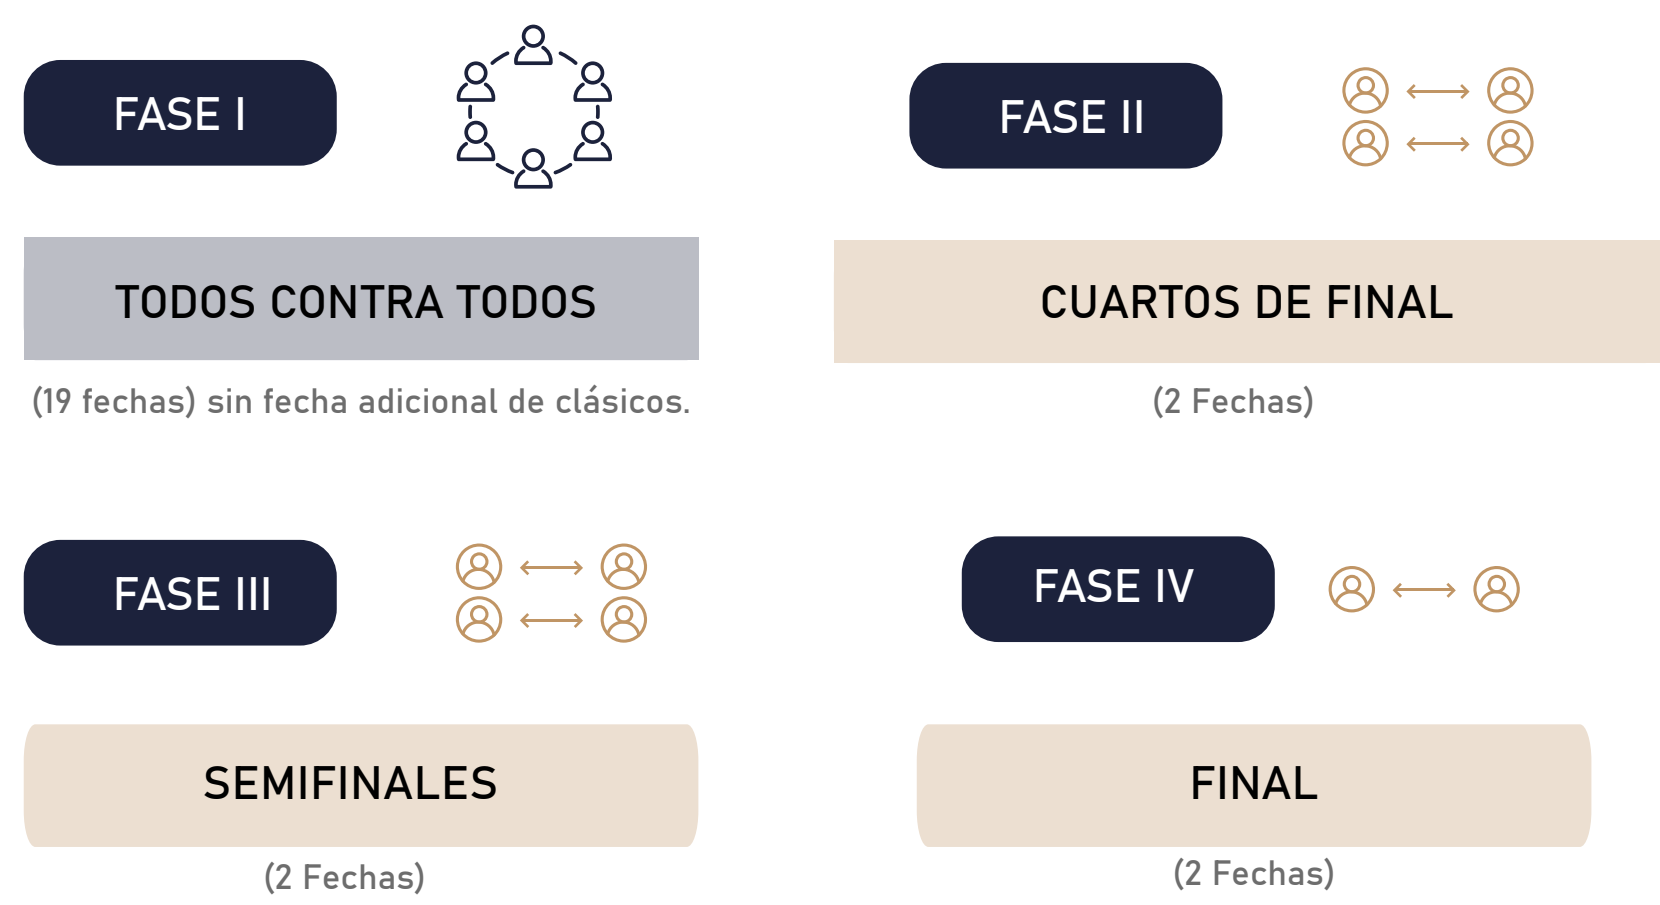 FASE I
TODOS CONTRA TODOS
(19 fechas) sin fecha adicional de clásicos.
FASE II
CUARTOS DE FINAL
(2 Fechas)
FASE III
SEMIFINALES
(2 Fechas)
FASE IV
FINAL
(2 Fechas)